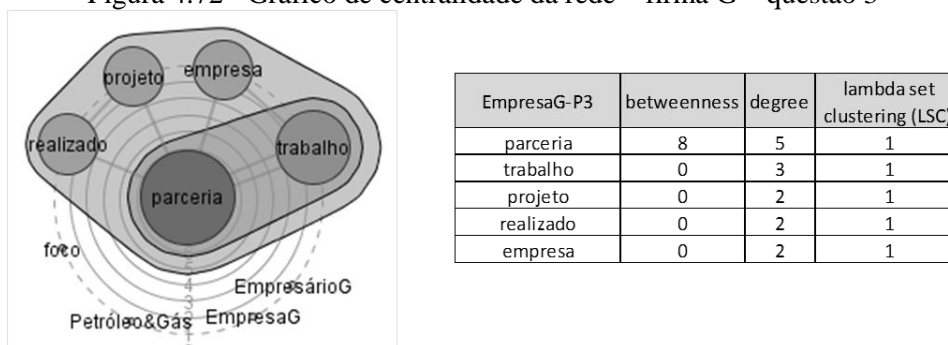 Figura 4.72 - Gráfico de centralidade da rede – firma G – questão 3
projeto
empresa
realizado
trabalho
parceria
foco
EmpresárioG
Petróleo&Gás
EmpresaG
EmpresaG-P3 betweenness degree lambda set clustering (LSC)
parceria 8 5 1
trabalho 0 3 1
projeto 0 2 1
realizado 0 2 1
empresa 0 2 1